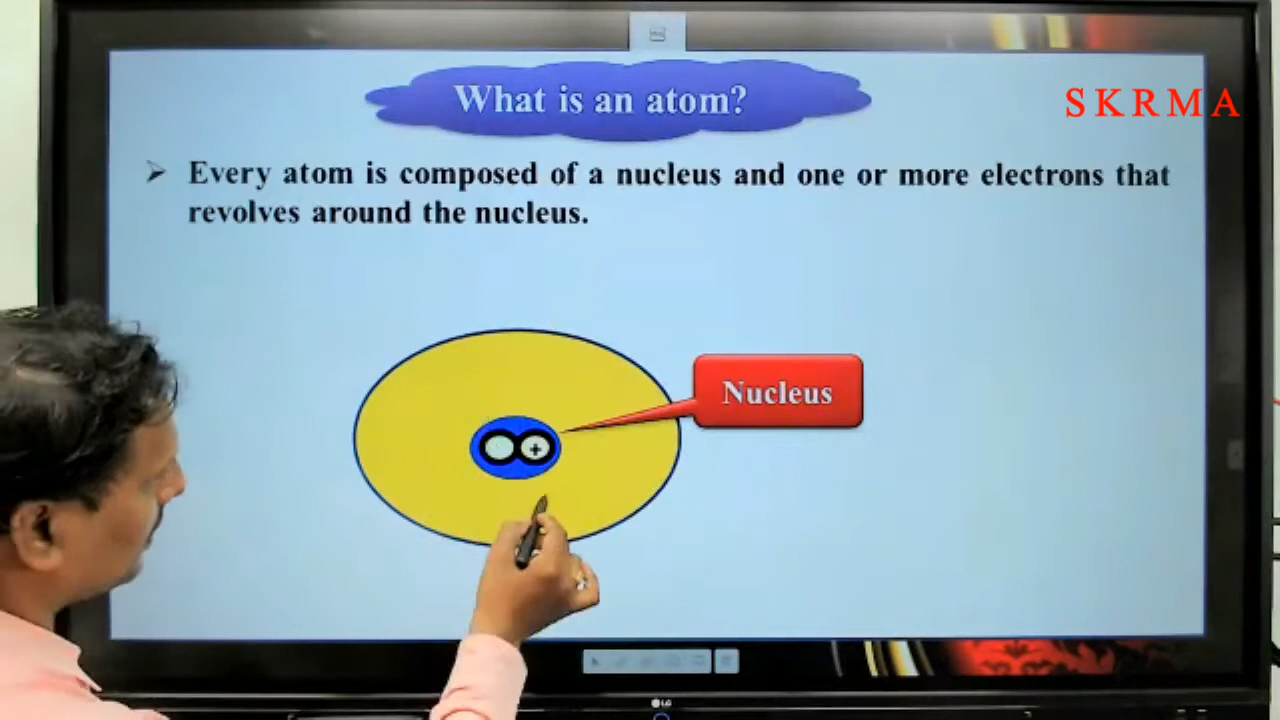 What is an atom?
S K R M A
Every atom is composed of a nucleus and one or more electrons that
revolves around the nucleus.
Nucleus
+
LG